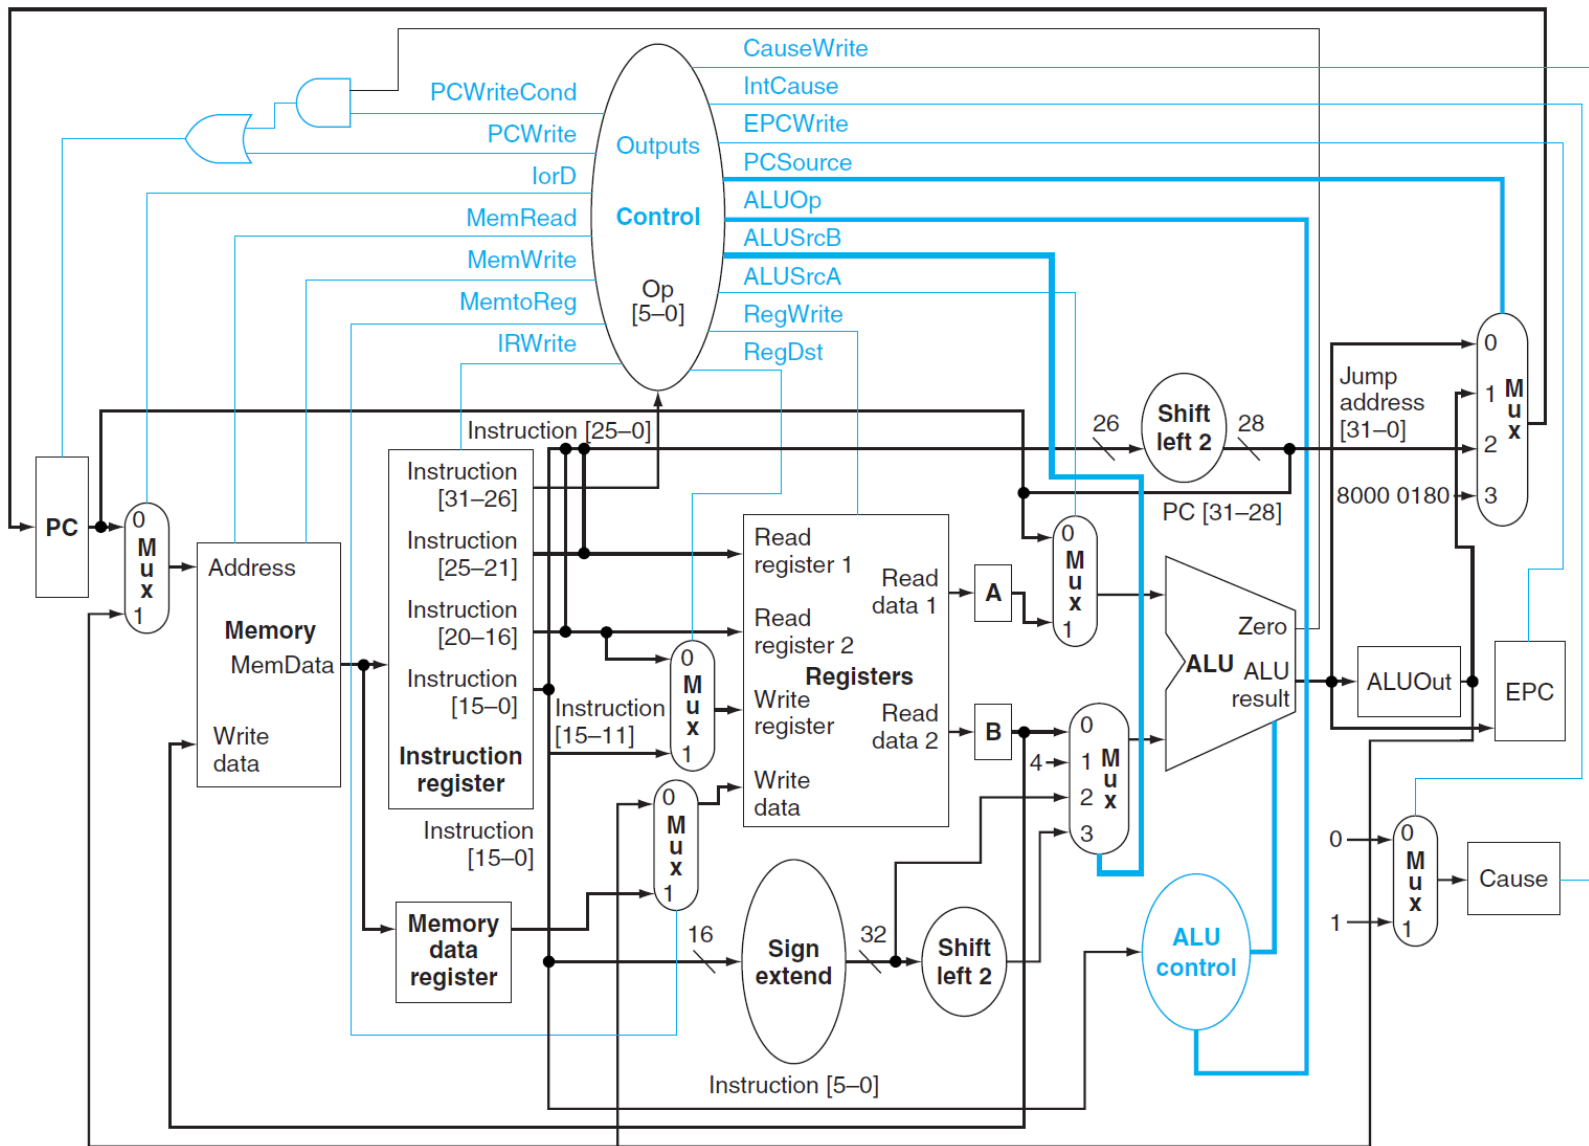 CauseWrite
IntCause
EPCWrite
PCSource
ALUOp
ALUSrcB
ALUSrcA
RegWrite
RegDst
PCWriteCond
PCWrite
IorD
MemRead
MemWrite
MemtoReg
IRWrite
Outputs
Control
Op
[5–0]
Instruction [25–0]
26
Shift
left 2
28
Jump
address
[31–0]
PC [31–28]
8000 0180
0
1
2
3
M
u
x
PC
0
M
u
x
1
Address
Memory
MemData
Write
data
Instruction
[31–26]
Instruction
[25–21]
Instruction
[20–16]
Instruction
[15–0]
Instruction
register
Instruction
[15–0]
Instruction
[15–11]
0
M
u
x
1
0
M
u
x
1
Memory
data
register
Read
register 1
Read
register 2
Registers
Write
register
Write
data
Read
data 1
Read
data 2
A
B
0
M
u
x
1
4
0
1
2
3
M
u
x
Zero
ALU
ALU
result
ALUOut
EPC
0
1
0
M
u
x
1
Cause
16
Sign
extend
32
Shift
left 2
ALU
control
Instruction [5–0]